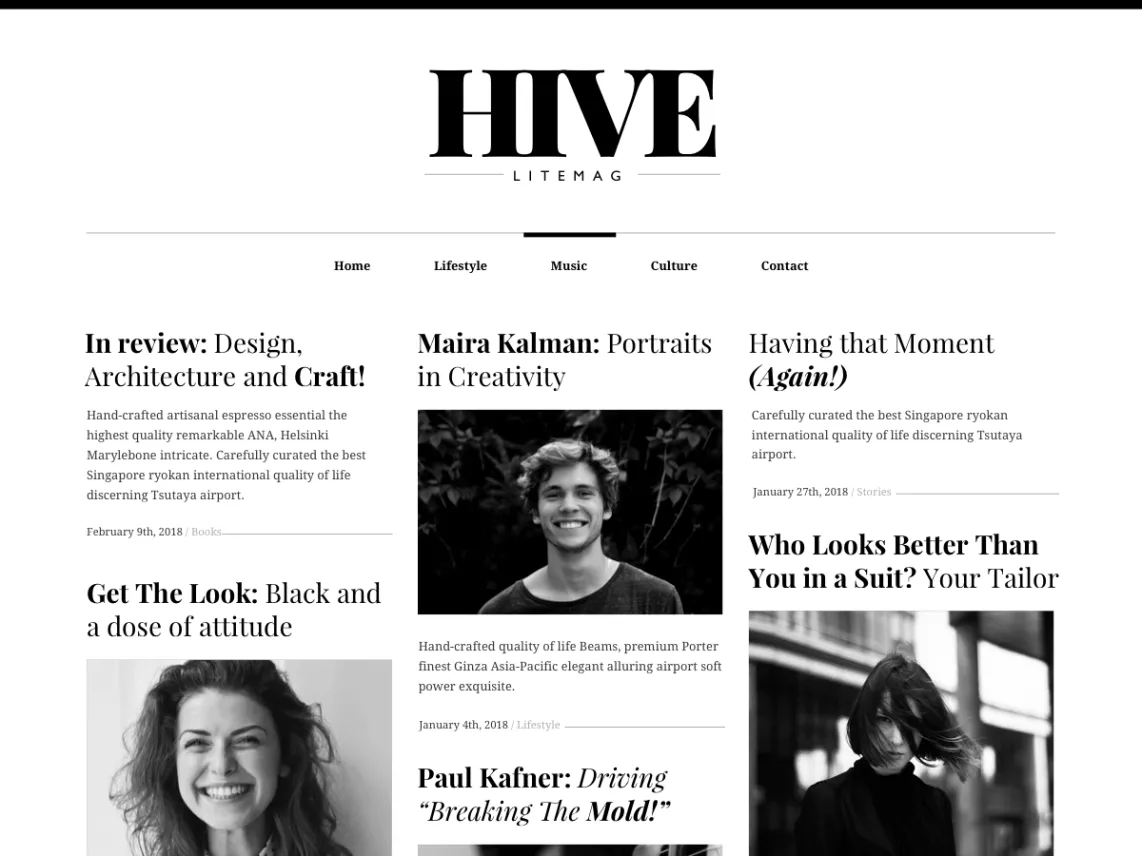 HIVE
LITEMAG
Home Lifestyle Music Culture Contact
In review: Design,
Architecture and Craft!
Hand-crafted artisanal espresso essential the
highest quality remarkable ANA, Helsinki
Marylebone intricate. Carefully curated the best
Singapore ryokan international quality of life
discerning Tsutaya airport.
February 9th, 2018 / Books
Get The Look: Black and
a dose of attitude
Maira Kalman: Portraits
in Creativity
Hand-crafted quality of life Beams, premium Porter
finest Ginza Asia-Pacific elegant alluring airport soft
power exquisite.
January 4th, 2018 / Lifestyle
Paul Kafner: Driving
“Breaking The Mold!”
Having that Moment
(Again!)
Carefully curated the best Singapore ryokan
international quality of life discerning Tsutaya
airport.
January 27th, 2018 / Stories
Who Looks Better Than
You in a Suit? Your Tailor